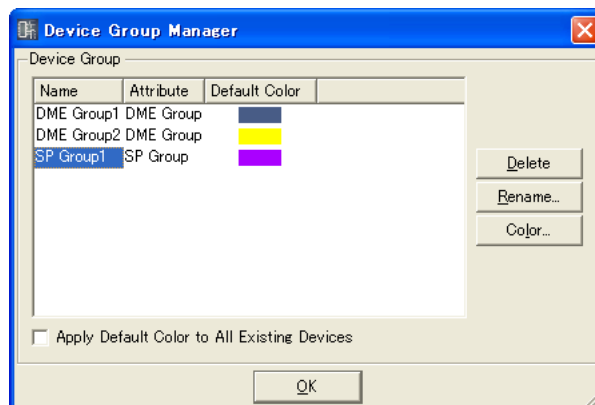 Device Group Manager
Device Group
Name Attribute Default Color
DME Group1 DME Group
DME Group2 DME Group
SP Group1 SP Group
Delete
Rename...
Color...
Apply Default Color to All Existing Devices
OK